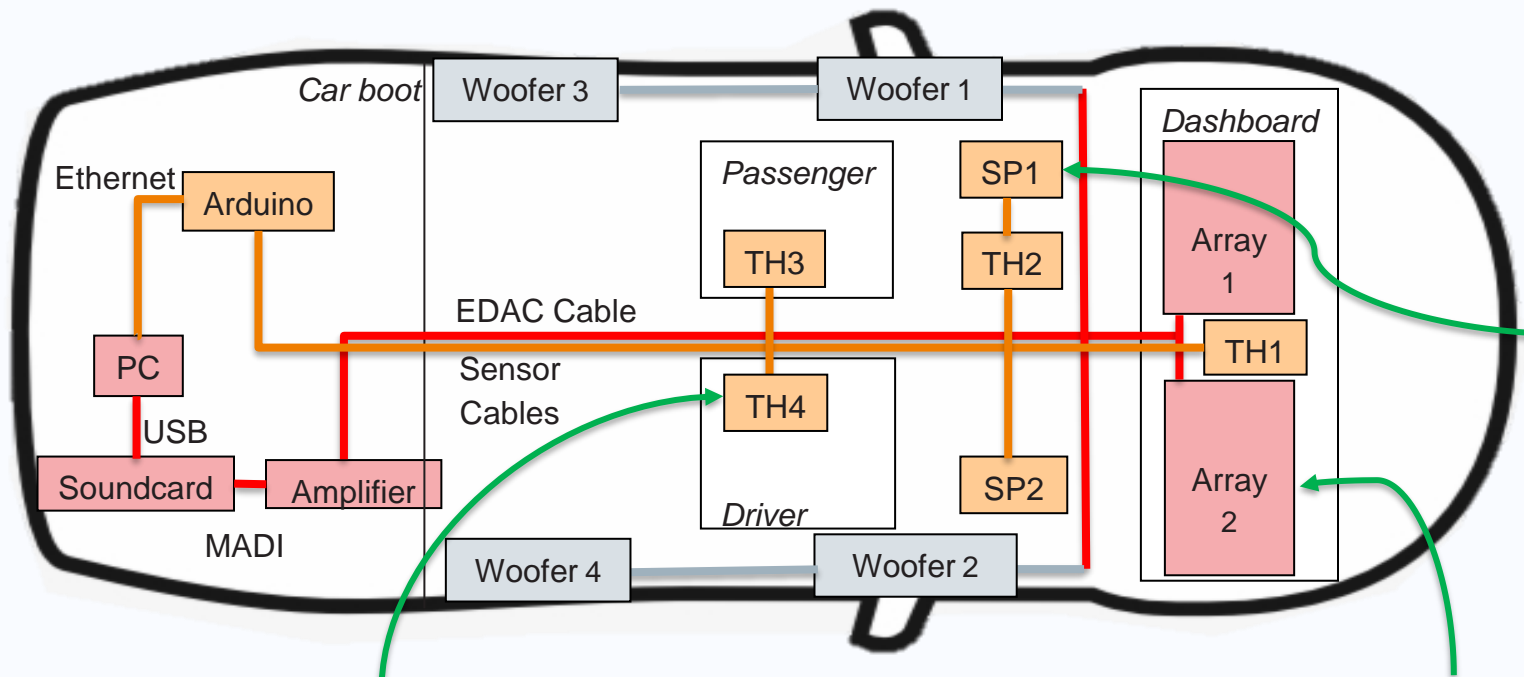 Car boot
Woofer 3
Woofer 1
Dashboard
Ethernet
Arduino
Passenger
SP1
TH3
TH2
Array
1
EDAC Cable
PC
Sensor
Cables
TH1
TH4
USB
Soundcard
Amplifier
Driver
SP2
Array
2
MADI
Woofer 4
Woofer 2